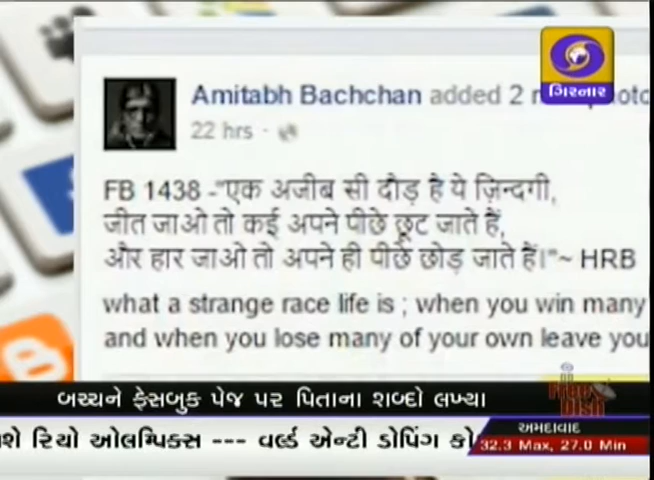 Amitabh Bachchan added 2
ગિરનાર
22 hrs ·
FB 1438 -"एक अजीब सी दौड़ है ये ज़िन्दगी,
जीत जाओ तो कई अपने पीछे छूट जाते हैं,
और हार जाओ तो अपने ही पीछे छोड़ जाते हैं।"~ HRB
what a strange race life is ; when you win many
and when you lose many of your own leave you
બચ્ચને ફેસબુક પેજ પર પિતાના શબ્દો લખ્યા
Free Dish
શે રિયો ઓલમ્પિક્સ --- વર્લ્ડ એન્ટી ડોપિંગ
અમદાવાદ
32.3 Max, 27.0 Min